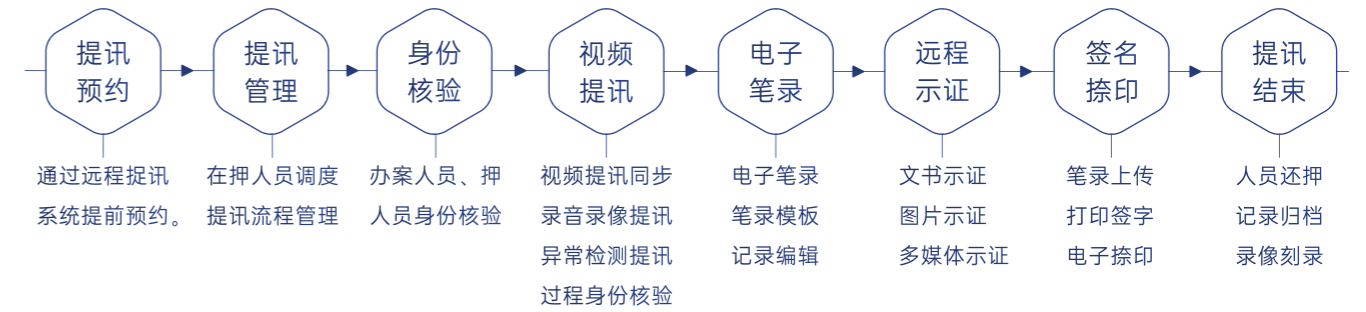 提讯
预约
提讯
管理
身份
核验
视频
提讯
电子
笔录
远程
示证
签名
捺印
提讯
结束
通过远程捉讯
系统提前预约。
在押人员调度
提讯流程管理
办案人员、押
人员身份核验
视频提讯同步
录音录像提讯
异常检测提讯
过程身份核验
电子笔录
笔录模板
记录编辑
文书示证
图片示证
多媒体示证
笔录上传
打印签字
电子捺印
人员还押
记录归档
录像刻录